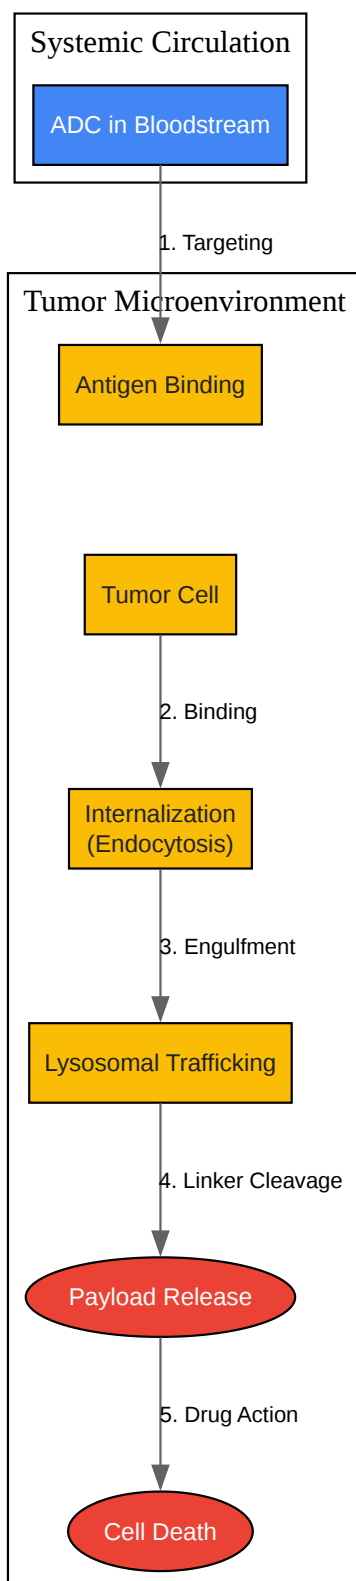 Systemic Circulation
ADC in Bloodstream
1. Targeting
Tumor Microenvironment
Antigen Binding
Tumor Cell
2. Binding
Internalization
(Endocytosis)
3. Engulfment
Lysosomal Trafficking
4. Linker Cleavage
Payload Release
5. Drug Action
Cell Death